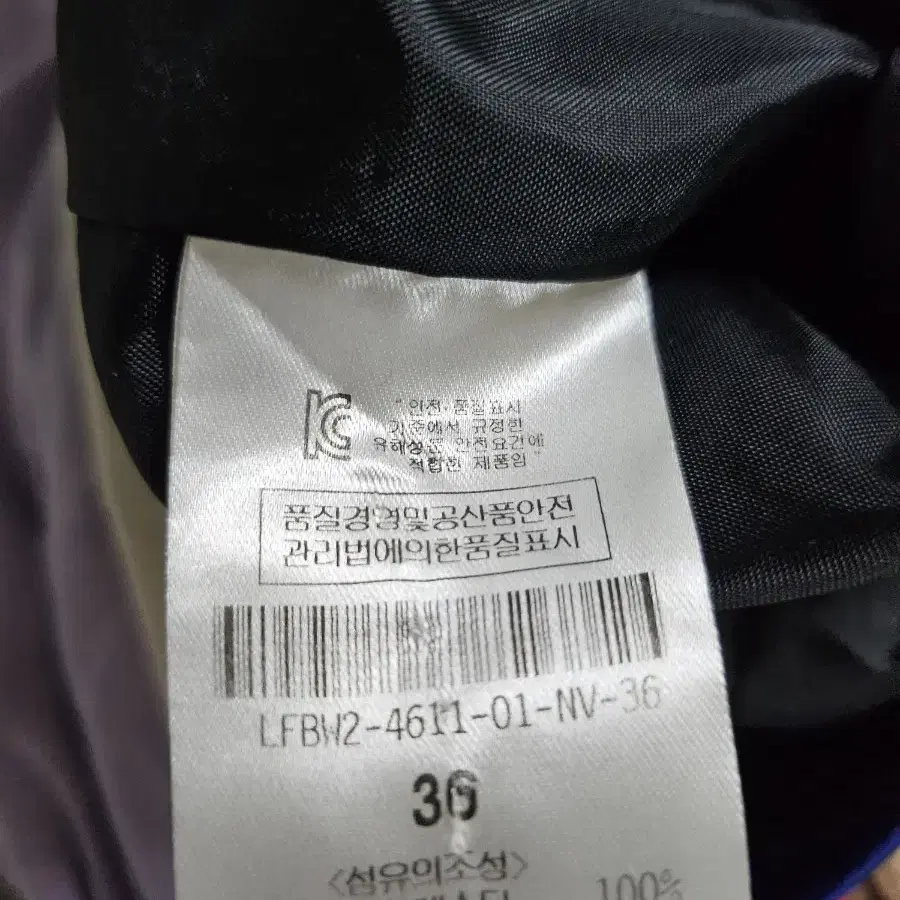 KC
" 안전·품질표시
기준에서 규정한
유해성분 안전요건에
적합한 제품임 "
품질경영및공산품안전
관리법에의한품질표시
LFBW2-4611-01-NV-36
36
<섬유의조성>
100%